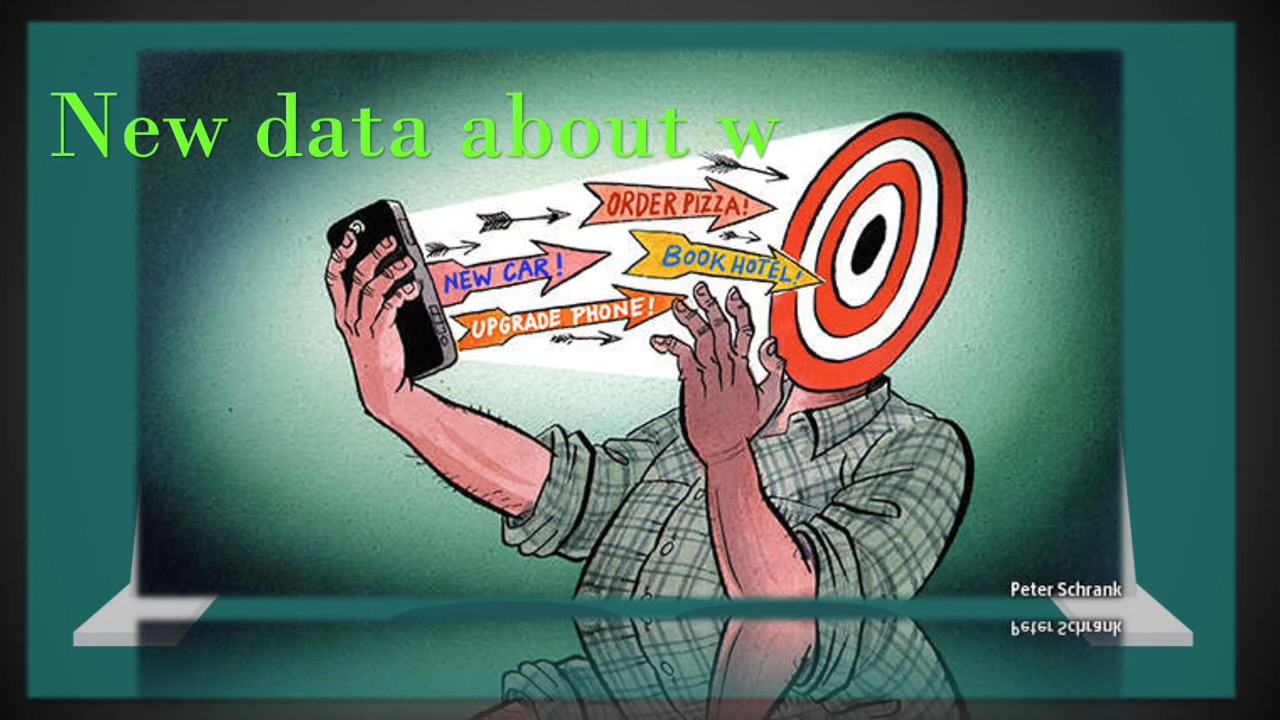 New data about w
ORDER PIZZA!
BOOK HOTEL!
NEW CAR!
UPGRADE PHONE!
Peter Schrank
Peter Schrank